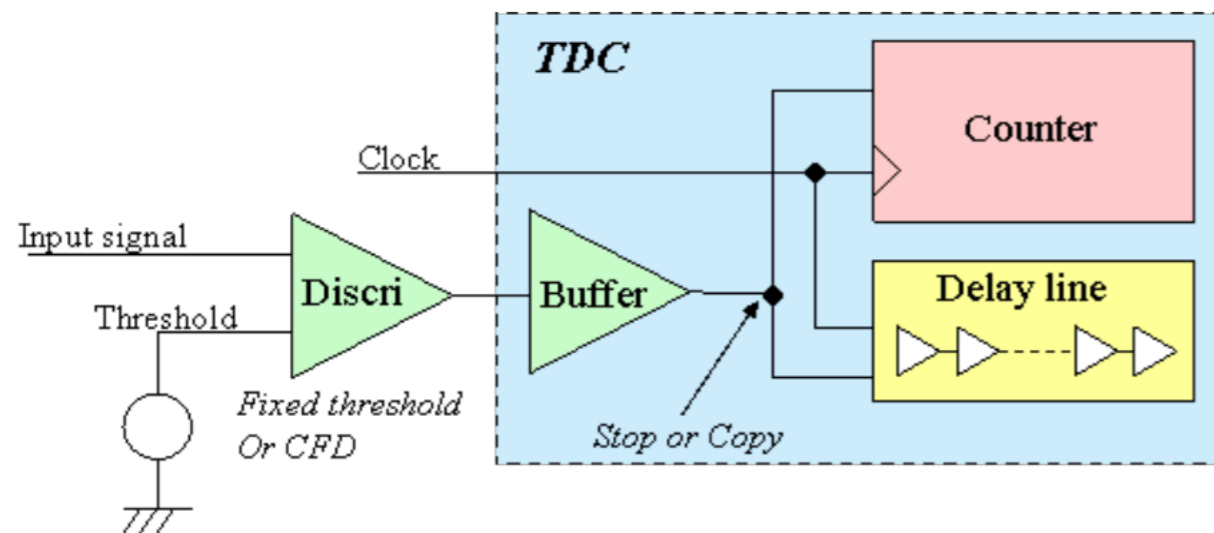 TDC
Counter
Clock
Input signal
Discri
Buffer
Delay line
Threshold
Fixed threshold
Or CFD
Stop or Copy